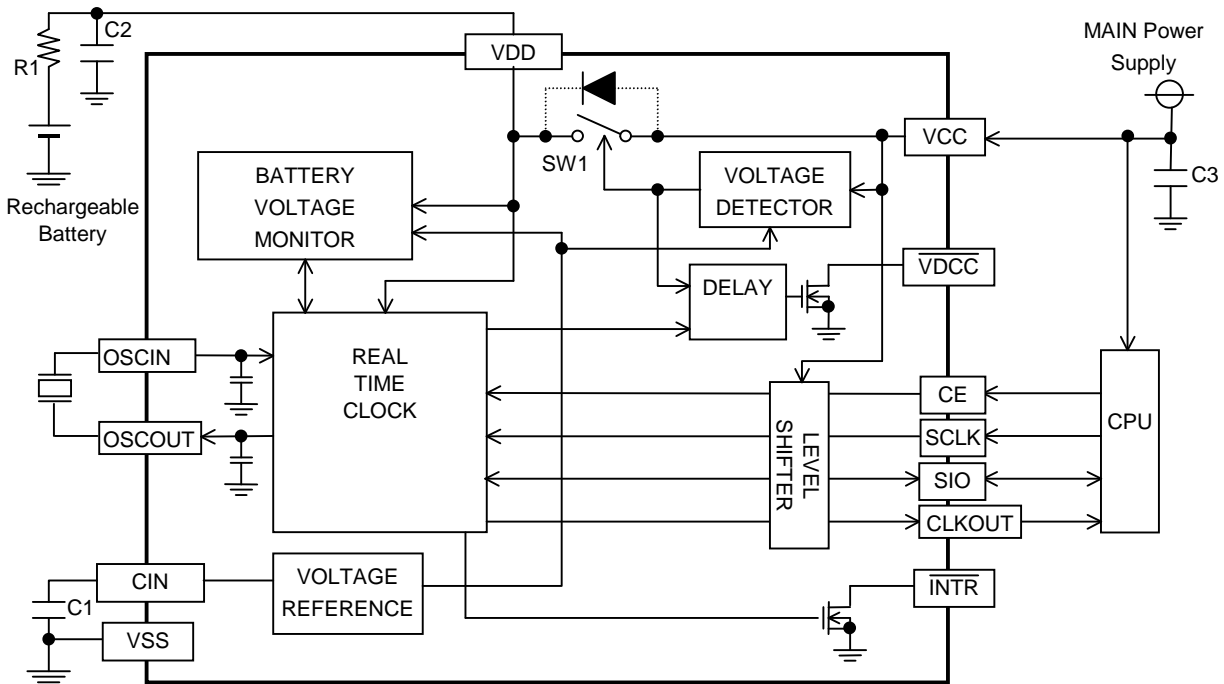 C2
R1
VDD
MAIN Power
Supply
VCC
C3
SW1
Rechargeable
Battery
BATTERY
VOLTAGE
MONITOR
VOLTAGE
DETECTOR
VDCC
DELAY
OSCIN
OSCOUT
REAL
TIME
CLOCK
LEVEL
SHIFTER
CE
SCLK
SIO
CLKOUT
CPU
CIN
C1
VSS
VOLTAGE
REFERENCE
INTR